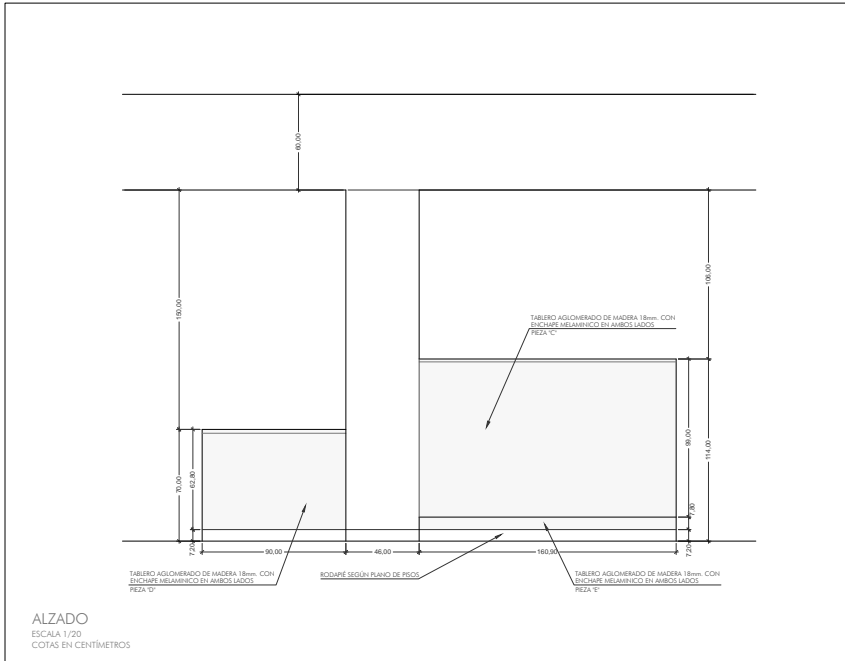 60,00
150,00
106,00
TABLERO AGLOMERADO DE MADERA 18mm. CON
ENCHAPE MELAMINICO EN AMBOS LADOS
PIEZA "C"
70,00
62,80
99,00
114,00
7,80
7,20
90,00
46,00
160,90
7,20
TABLERO AGLOMERADO DE MADERA 18mm. CON
ENCHAPE MELAMINICO EN AMBOS LADOS
PIEZA "D"
RODAPIÉ SEGÚN PLANO DE PISOS
TABLERO AGLOMERADO DE MADERA 18mm. CON
ENCHAPE MELAMINICO EN AMBOS LADOS
PIEZA "E"
ALZADO
ESCALA 1/20
COTAS EN CENTÍMETROS